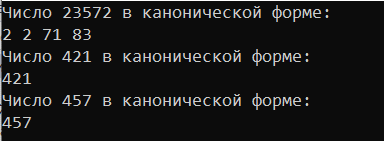 Число 23572 в канонической форме:
2 2 71 83
Число 421 в канонической форме:
421
Число 457 в канонической форме:
457